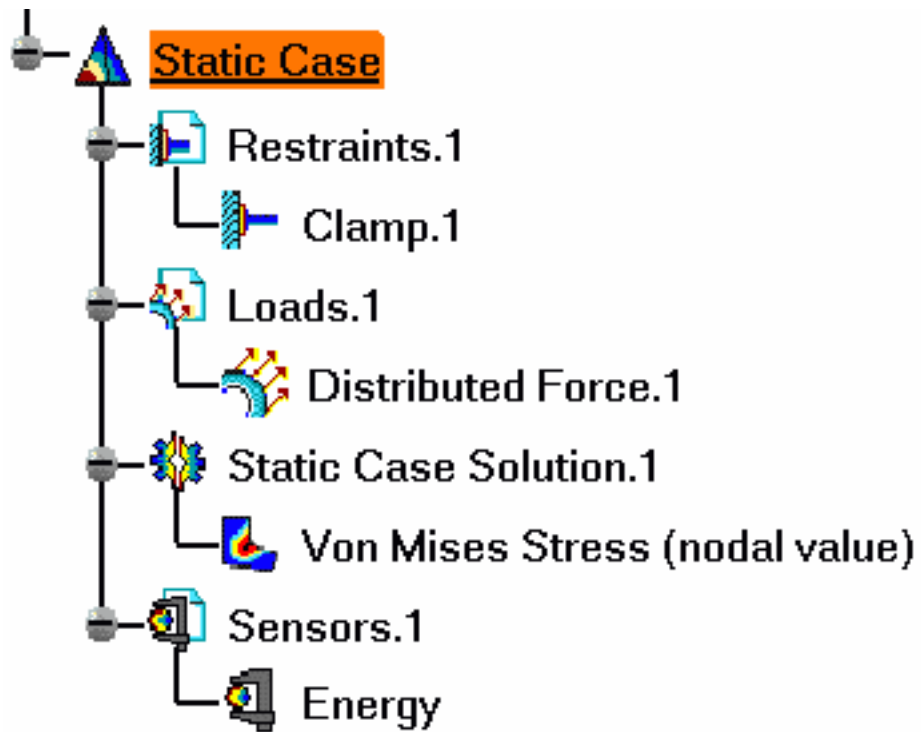 Static Case
Restraints.1
Clamp.1
Loads.1
Distributed Force.1
Static Case Solution.1
Von Mises Stress (nodal value)
Sensors.1
Energy